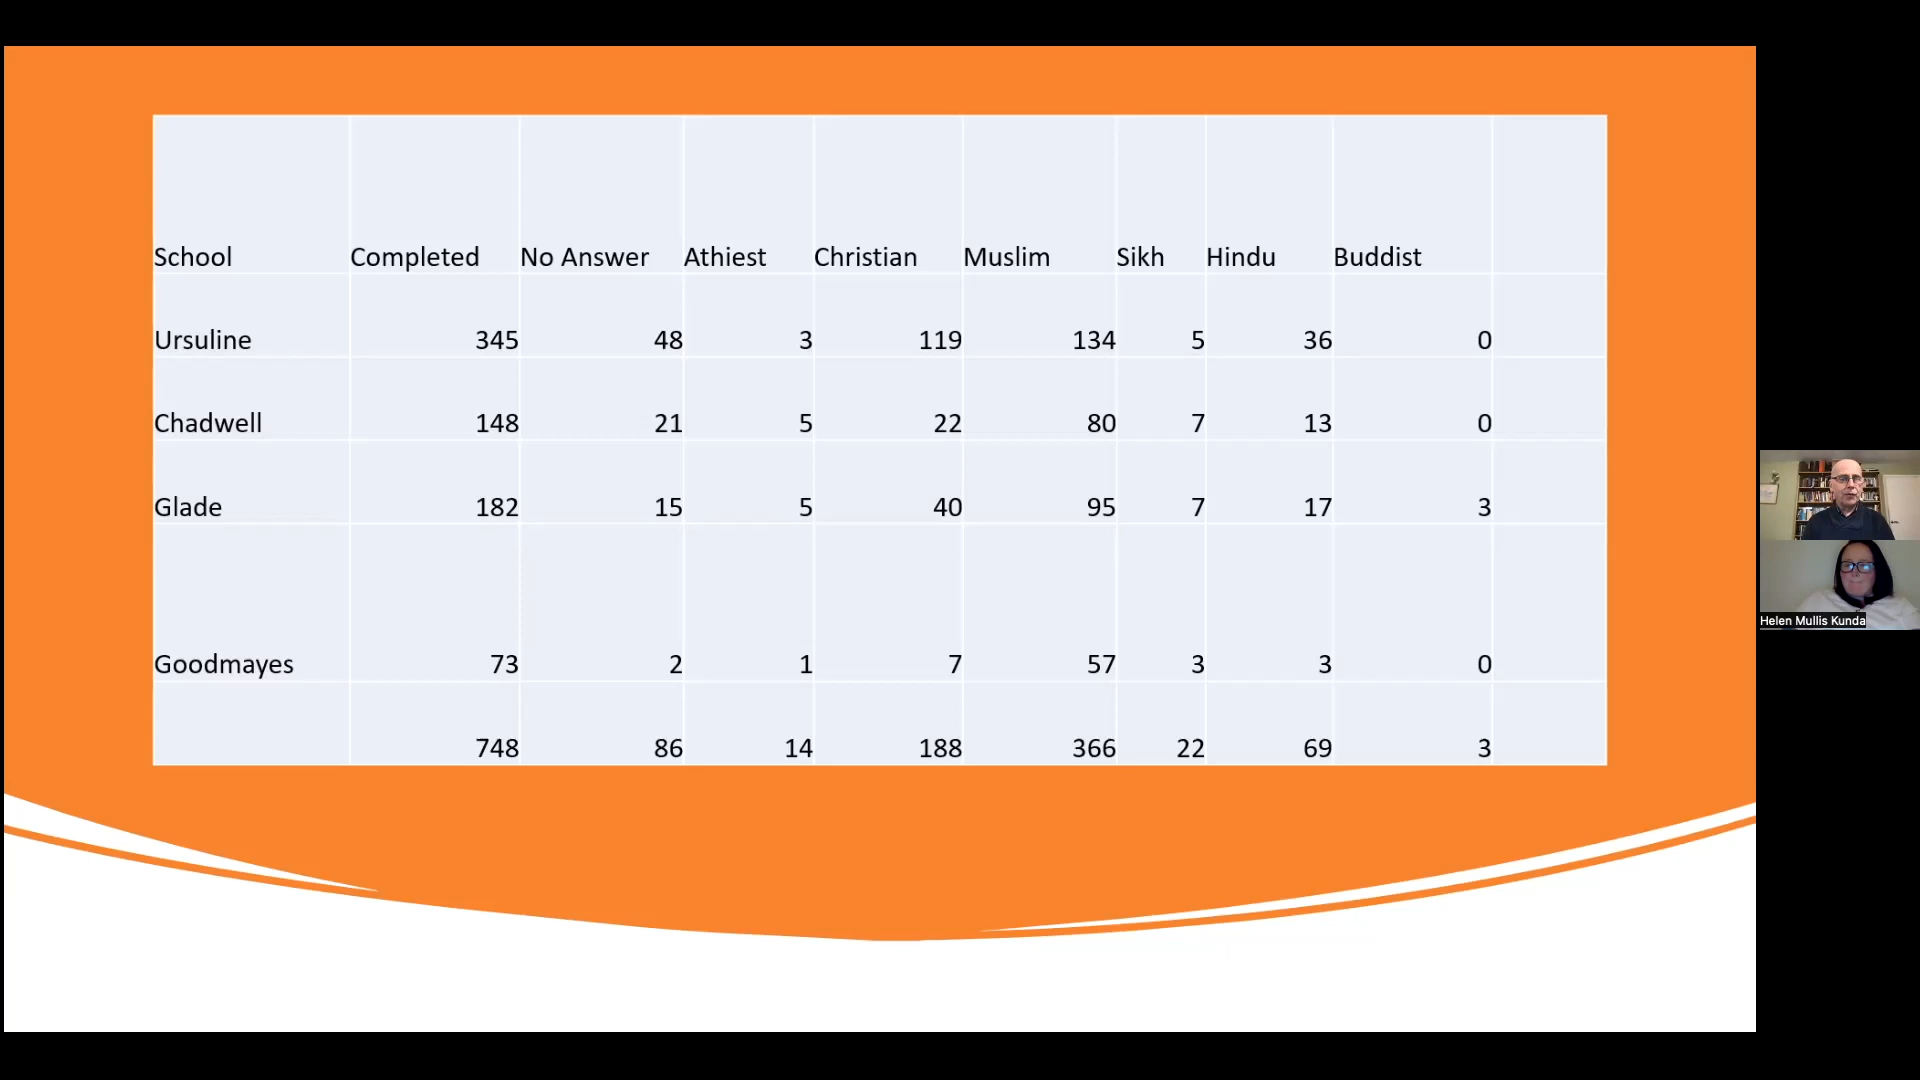 School Completed No Answer Athiest Christian Muslim Sikh Hindu Buddist
Ursuline 345 48 3 119 134 5 36 0
Chadwell 148 21 5 22 80 7 13 0
Glade 182 15 5 40 95 7 17 3
Goodmayes 73 2 1 7 57 3 3 0
748 86 14 188 366 22 69 3
Helen Mullis Kunda